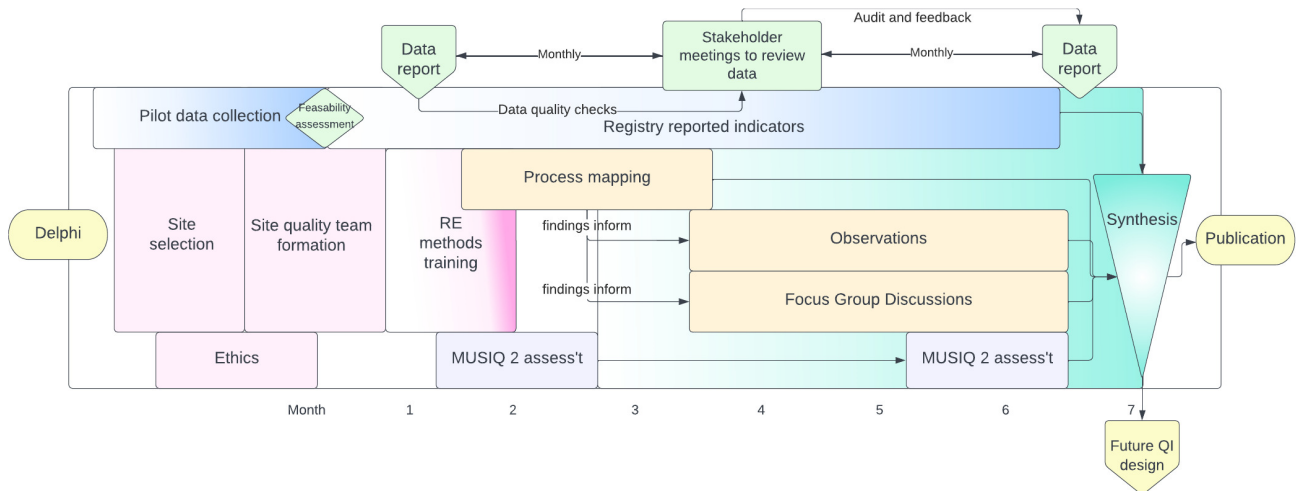 Audit and feedback
Data
report
Monthly
Stakeholder
meetings to review
data
Monthly
Data
report
Pilot data collection
Feasability
assessment
Data quality checks
Registry reported indicators
Process mapping
Delphi
Site
selection
Site quality team
formation
RE
methods
training
findings inform
Observations
Synthesis
Publication
findings inform
Focus Group Discussions
Ethics
MUSIQ 2 assess't
MUSIQ 2 assess't
Month 1 2 3 4 5 6 7
Future QI
design